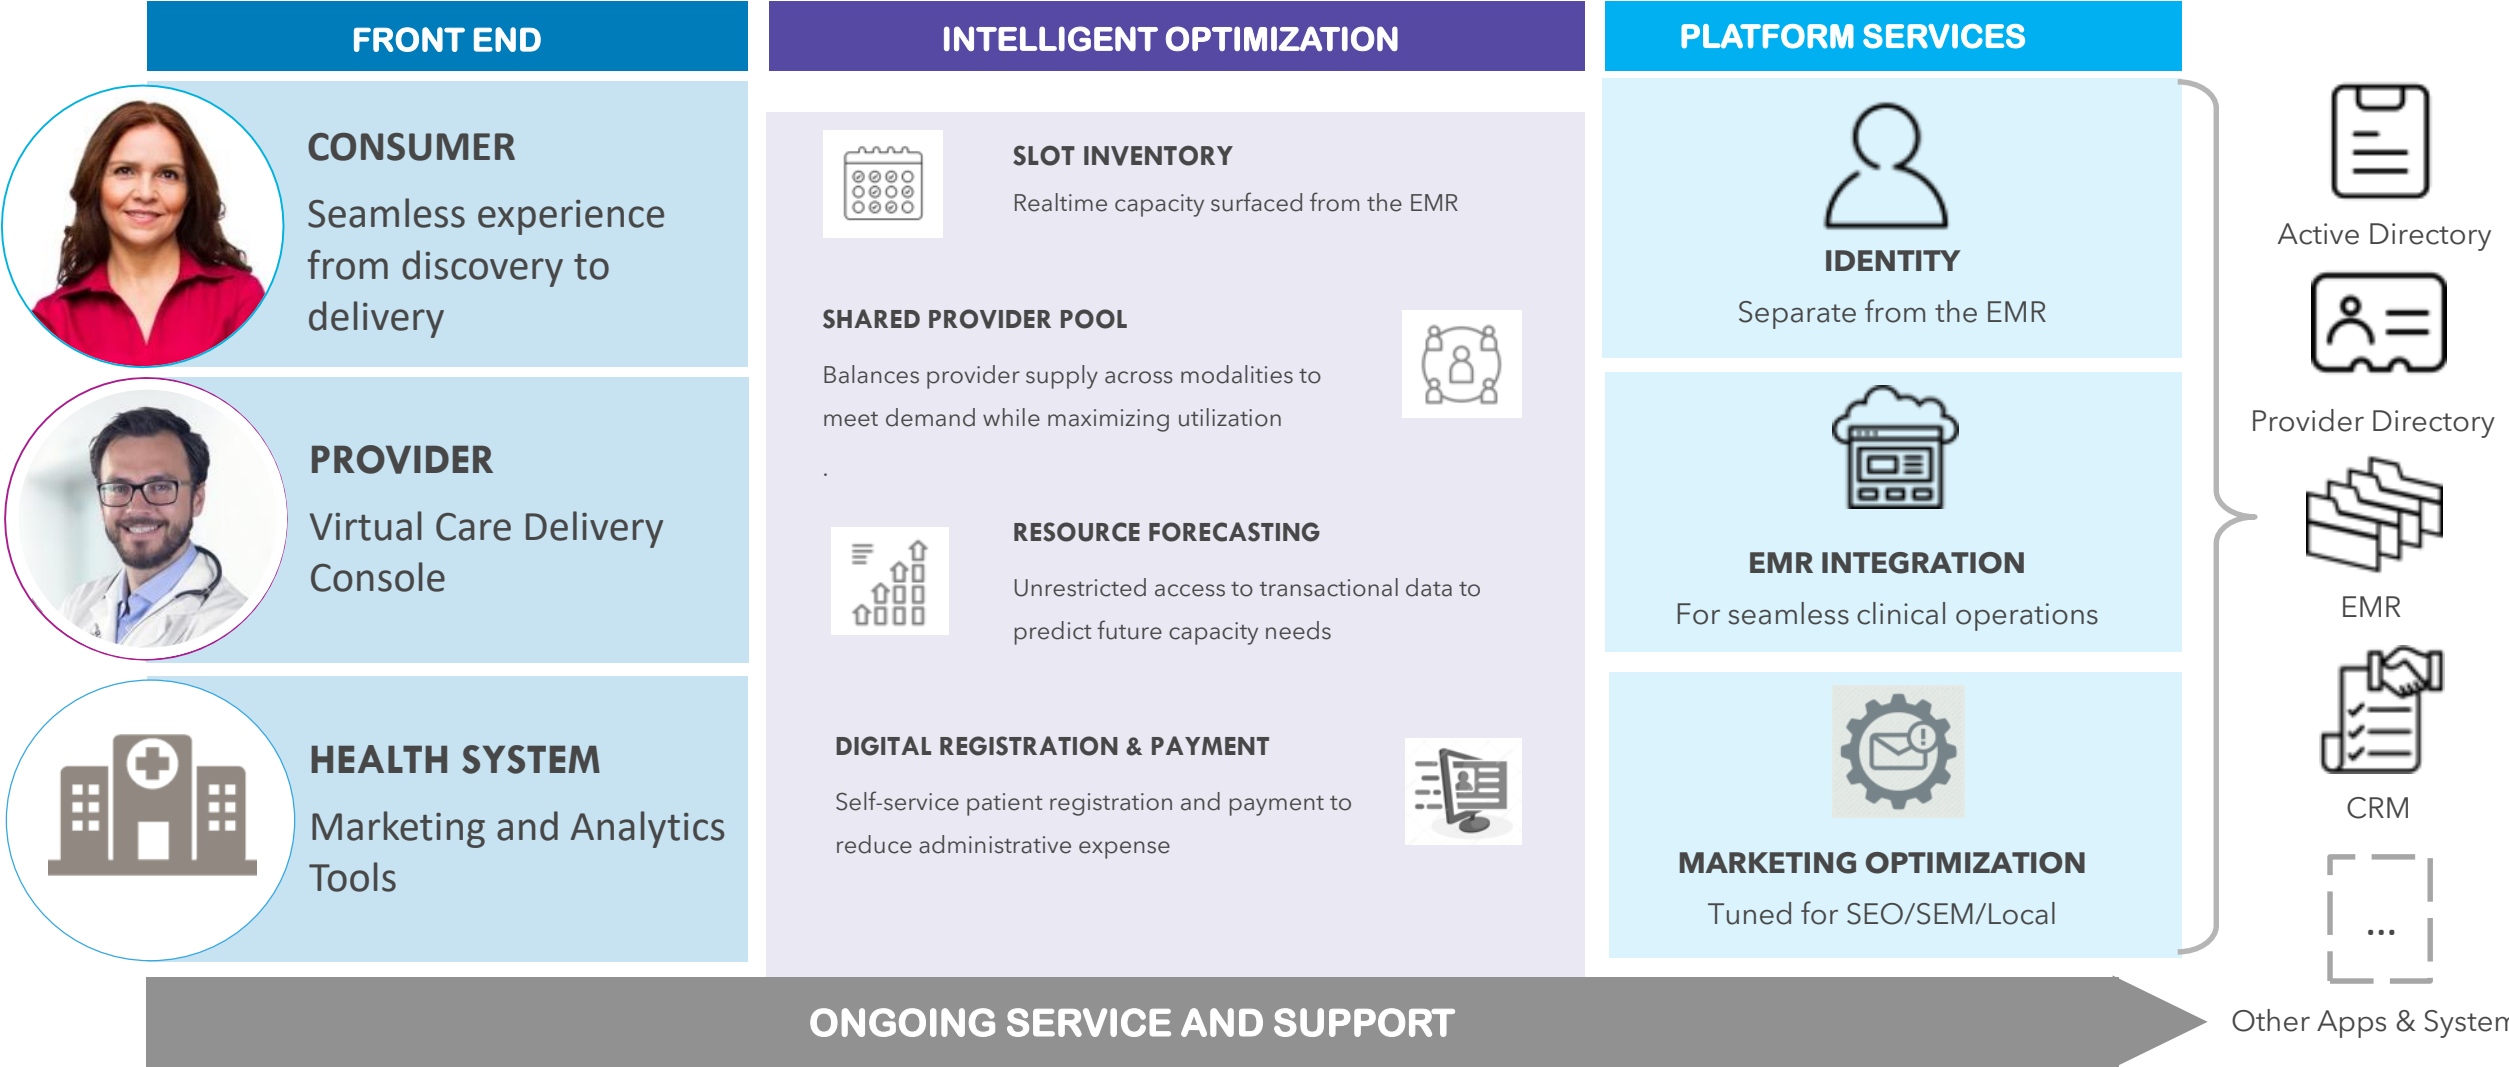 FRONT END
CONSUMER
Seamless experience
from discovery to
delivery
PROVIDER
Virtual Care Delivery
Console
HEALTH SYSTEM
Marketing and Analytics
Tools
INTELLIGENT OPTIMIZATION
SLOT INVENTORY
Realtime capacity surfaced from the EMR
SHARED PROVIDER POOL
Balances provider supply across modalities to
meet demand while maximizing utilization
.
RESOURCE FORECASTING
Unrestricted access to transactional data to
predict future capacity needs
DIGITAL REGISTRATION & PAYMENT
Self-service patient registration and payment to
reduce administrative expense
PLATFORM SERVICES
IDENTITY
Separate from the EMR
EMR INTEGRATION
For seamless clinical operations
MARKETING OPTIMIZATION
Tuned for SEO/SEM/Local
Active Directory
Provider Directory
EMR
CRM
...
Other Apps & System
ONGOING SERVICE AND SUPPORT